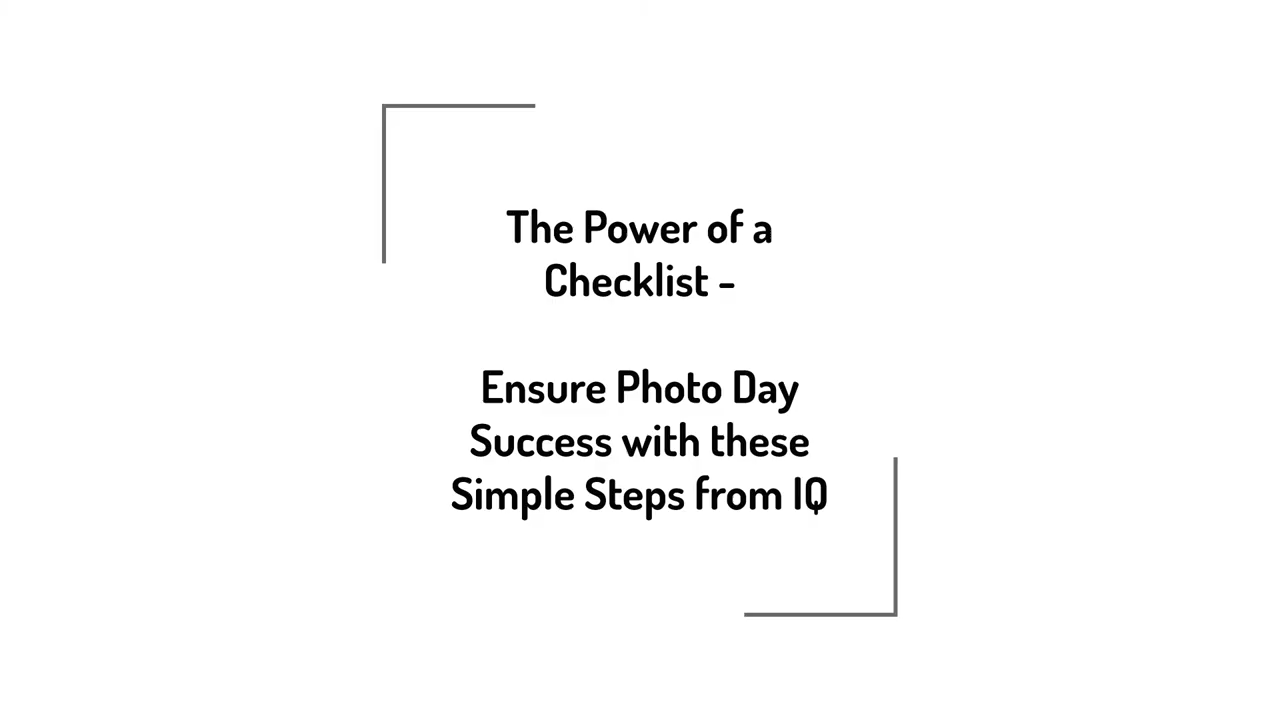 The Power of a
Checklist -
Ensure Photo Day
Success with these
Simple Steps from IQ